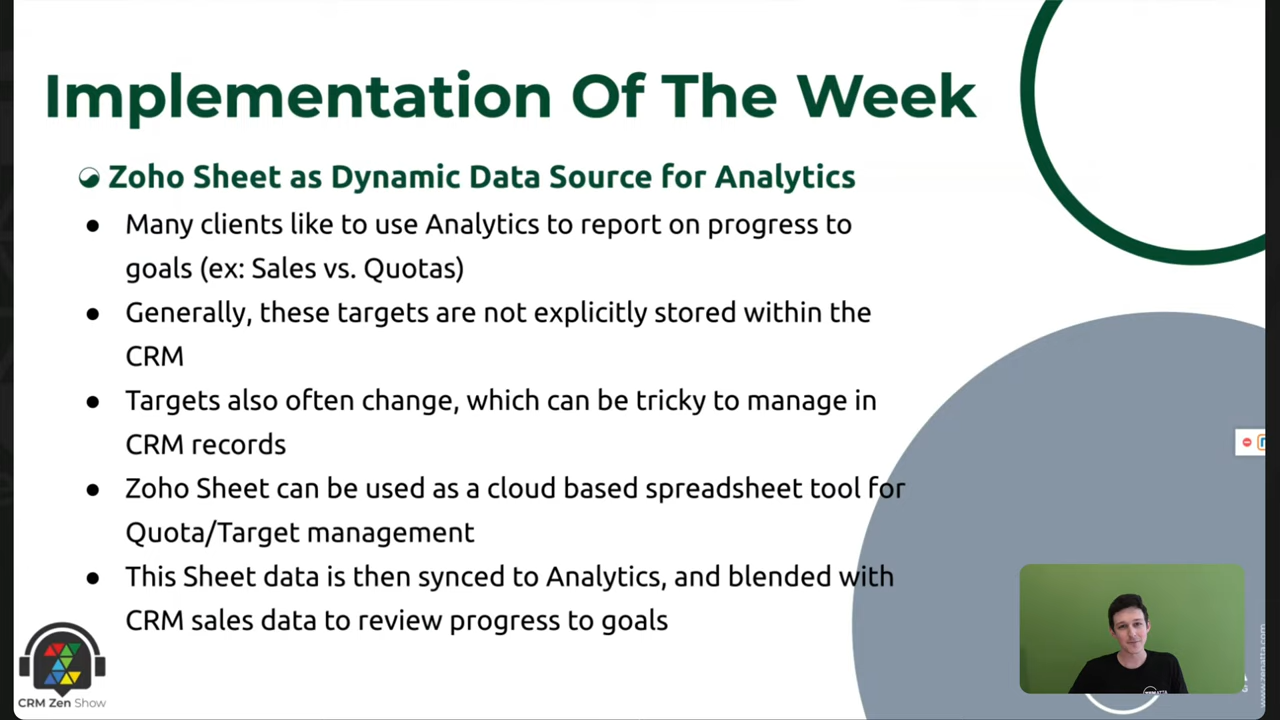 Implementation Of The Week
Zoho Sheet as Dynamic Data Source for Analytics
● Many clients like to use Analytics to report on progress to
goals (ex: Sales vs. Quotas)
● Generally, these targets are not explicitly stored within the
CRM
● Targets also often change, which can be tricky to manage in
CRM records
● Zoho Sheet can be used as a cloud based spreadsheet tool for
Quota/Target management
● This Sheet data is then synced to Analytics, and blended with
CRM sales data to review progress to goals
CRM Zen Show
www.zenatta.com